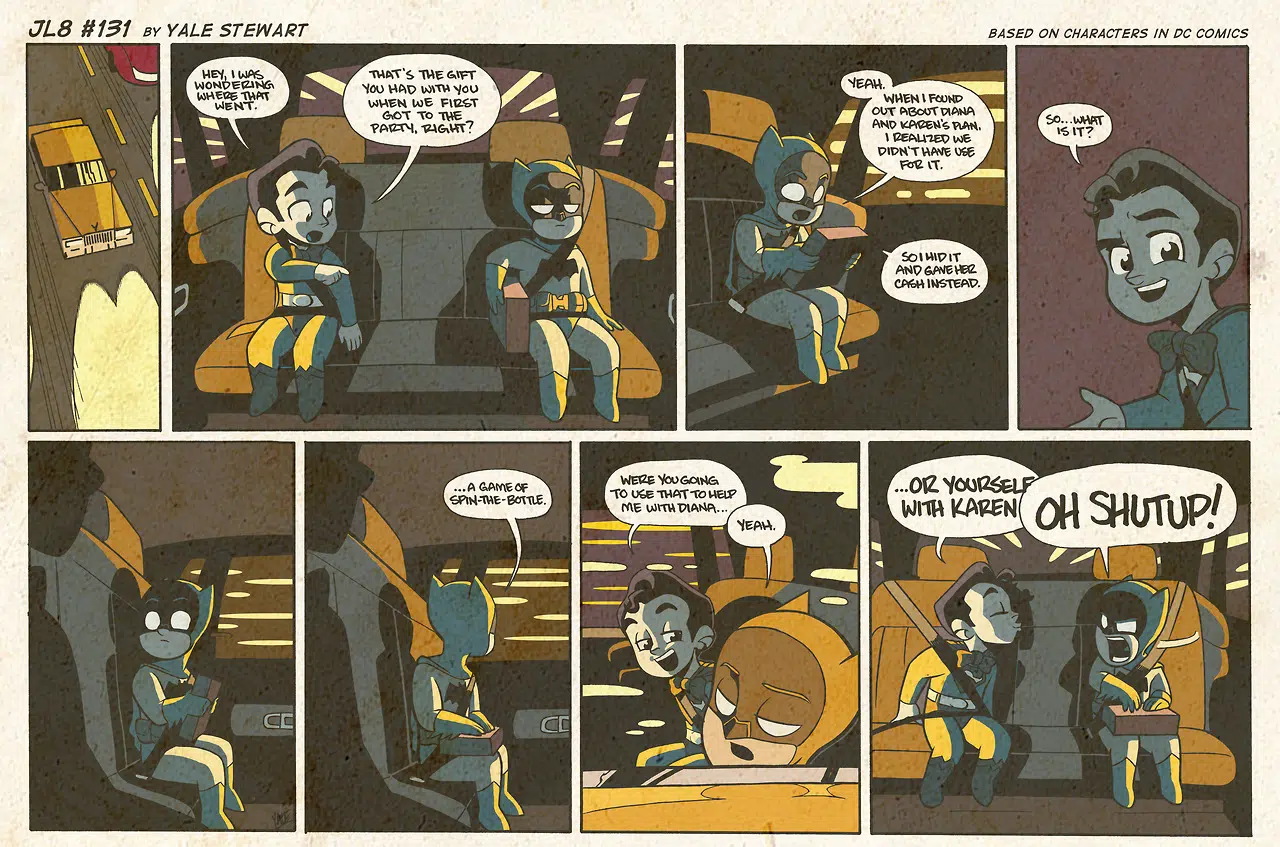 JL8 #131 BY YALE STEWART
BASED ON CHARACTERS IN DC COMICS
HEY, I WAS
WONDERING
WHERE THAT
WENT.
THAT'S THE GIFT
YOU HAD WITH YOU
WHEN WE FIRST
GOT TO THE
PARTY, RIGHT?
YEAH.
WHEN I FOUND
OUT ABOUT DIANA
AND KAREN'S PLAN,
I REALIZED WE
DIDN'T HAVE USE
FOR IT.
SO I HID IT
AND GAVE HER
CASH INSTEAD.
SO...WHAT
IS IT?
...A GAME OF
SPIN-THE-BOTTLE.
WERE YOU GOING
TO USE THAT TO HELP
ME WITH DIANA...
YEAH.
...OR YOURSELF
WITH KAREN
OH SHUTUP!